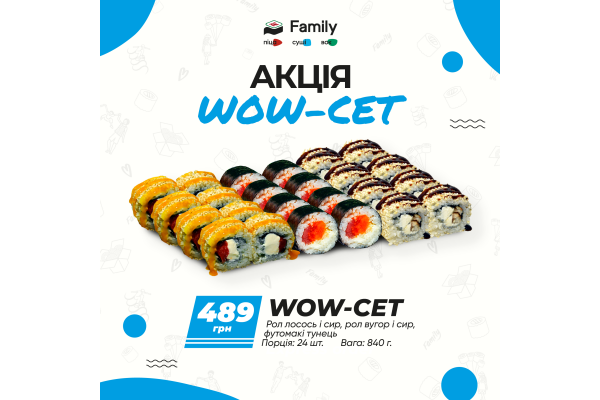 Family
піца суші вок
АКЦІЯ
WOW-СЕТ
489
грн
WOW-СЕТ
Рол лосось і сир, рол вугор і сир,
футомакі тунець
Порція: 24 шт. Вага: 840 г.